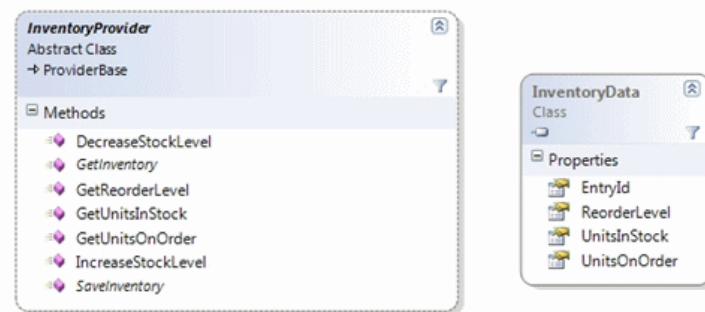 InventoryProvider
Abstract Class
ProviderBase
Methods
DecreaseStockLevel
GetInventory
GetReorderLevel
GetUnitsInStock
GetUnitsOnOrder
IncreaseStockLevel
SaveInventory
InventoryData
Class
Properties
EntryId
ReorderLevel
UnitsInStock
UnitsOnOrder